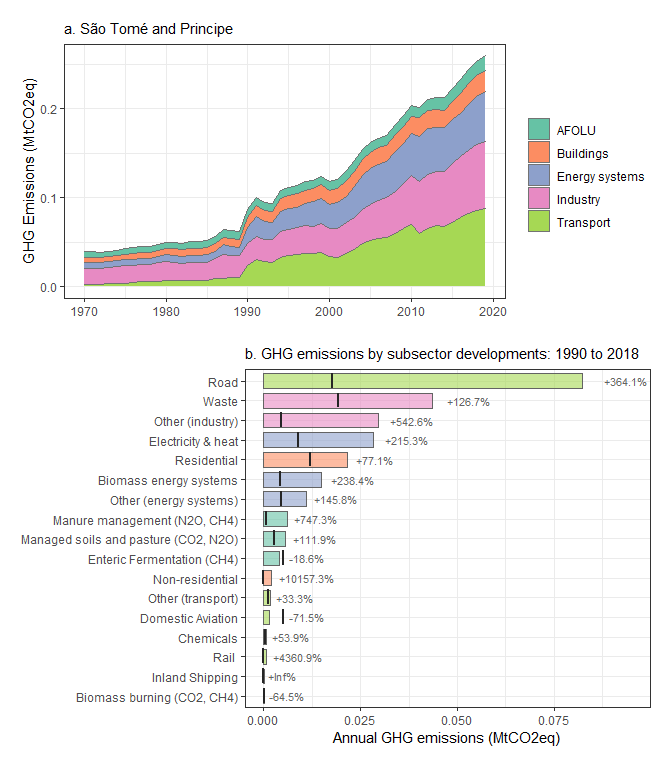 a. São Tomé and Principe
GHG Emissions (MtCO2eq)
0.2
0.1
0.0
1970
1980
1990
2000
2010
2020
AFOLU
Buildings
Energy systems
Industry
Transport
b. GHG emissions by subsector developments: 1990 to 2018
Road +364.1%
Waste +126.7%
Other (industry) +542.6%
Electricity & heat +215.3%
Residential +77.1%
Biomass energy systems +238.4%
Other (energy systems) +145.8%
Manure management (N2O, CH4) +747.3%
Managed soils and pasture (CO2, N2O) +111.9%
Enteric Fermentation (CH4) -18.6%
Non-residential +10157.3%
Other (transport) +33.3%
Domestic Aviation -71.5%
Chemicals +53.9%
Rail +4360.9%
Inland Shipping +Inf%
Biomass burning (CO2, CH4) -64.5%
0.000
0.025
0.050
0.075
Annual GHG emissions (MtCO2eq)